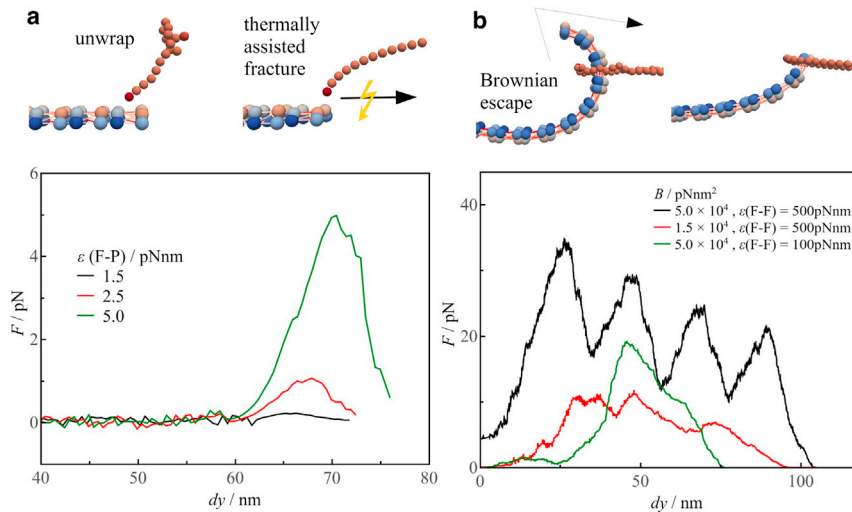 a
unwrap
thermally
assisted
fracture
b
Brownian
escape
6
4
2
0
F / pN
ε (F-P) / pNnm
1.5
2.5
5.0
40
50
60
70
80
dy / nm
40
20
0
F / pN
B / pNnm²
5.0 × 10⁴ , ε(F-F) = 500pNnm
1.5 × 10⁴ , ε(F-F) = 500pNnm
5.0 × 10⁴ , ε(F-F) = 100pNnm
0
50
100
dy / nm